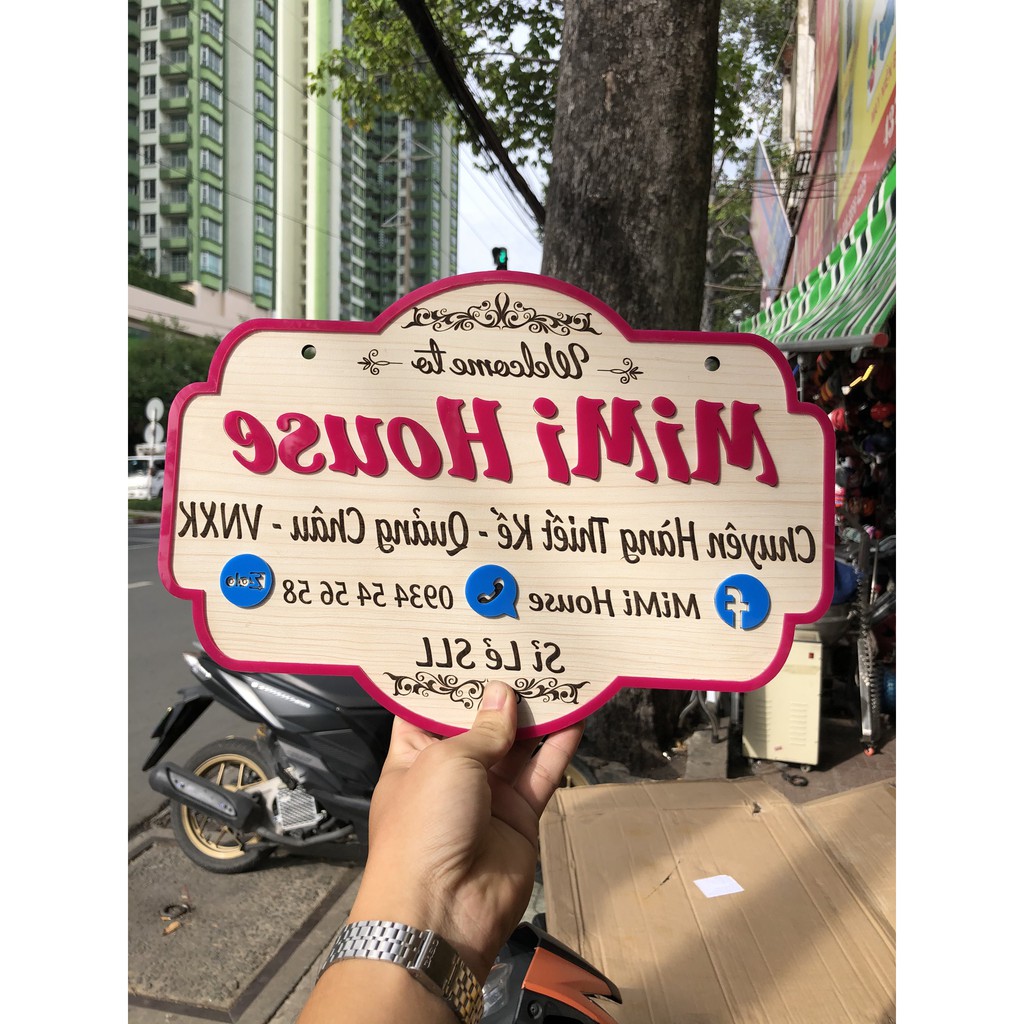 Welcome to
MiMi House
Chuyên Hàng Thiết Kế - Quảng Châu - VNXK
f MiMi House 0934 54 56 58 Zalo
Sỉ Lẻ SLL